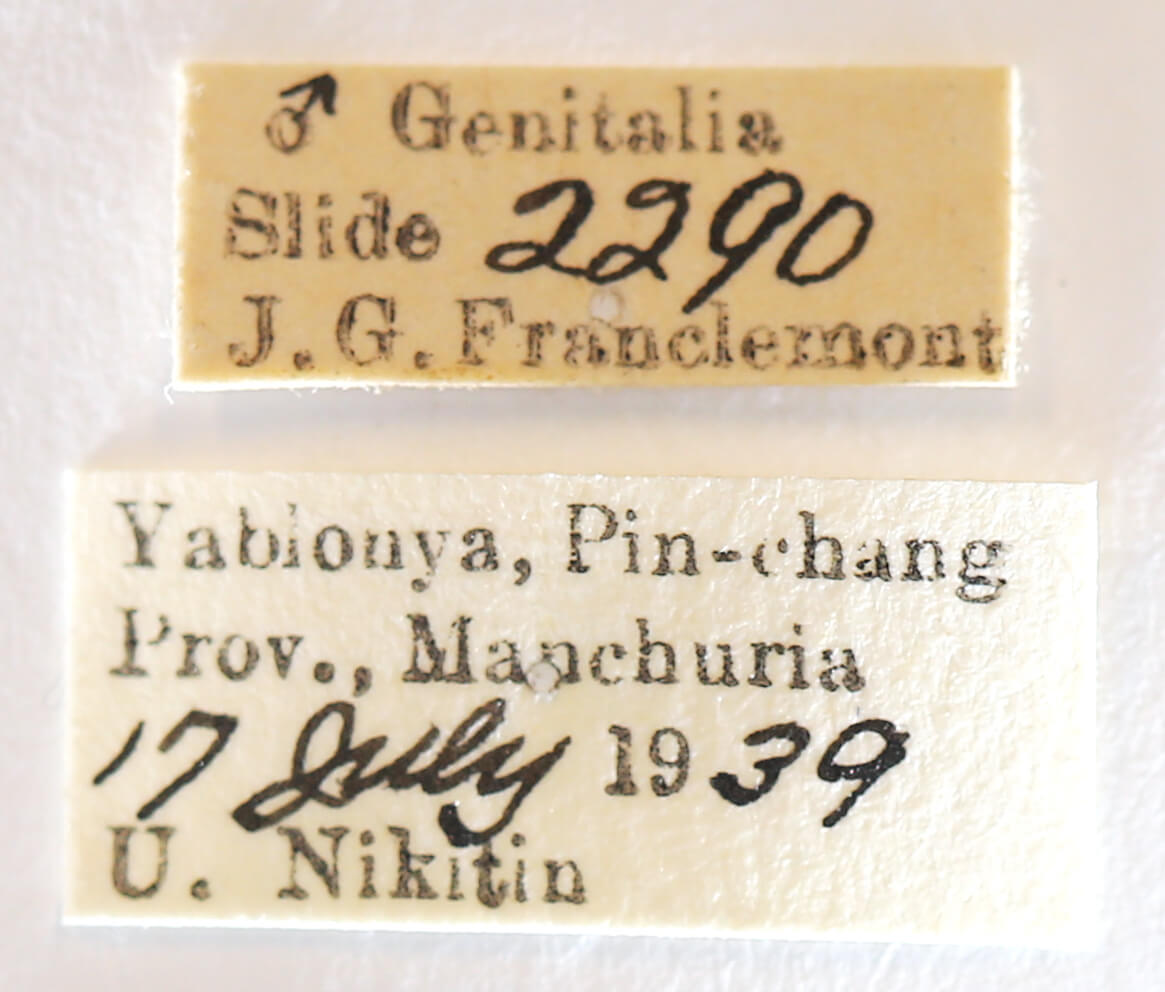 ♂ Genitalia
Slide 2290
J. G. Franclemont
Yablonya, Pin-chang
Prov., Manchuria
17 July 1939
U. Nikitin